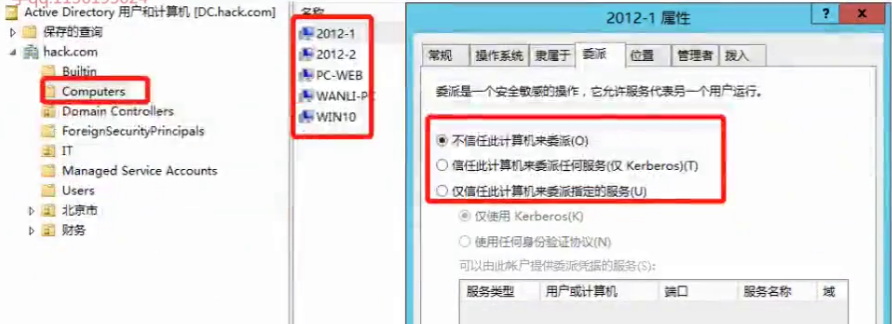 Active Directory 用户和计算机 [DC.hack.com]
保存的查询
hack.com
Builtin
Computers
Domain Controllers
ForeignSecurityPrincipals
IT
Managed Service Accounts
Users
北京市
财务
名称
2012-1
2012-2
PC-WEB
WANLI-PC
WIN10
2012-1 属性
? x
常规 操作系统 隶属于 委派 位置 管理者 拨入
委派是一个安全敏感的操作，它允许服务代表另一个用户运行。
不信任此计算机来委派(O)
信任此计算机来委派任何服务(仅 Kerberos)(T)
仅信任此计算机来委派指定的服务(U)
仅使用 Kerberos(K)
使用任何身份验证协议(N)
可以由此帐户提供委派凭据的服务(S):
服务类型 用户或计算机 端口 服务名称 域